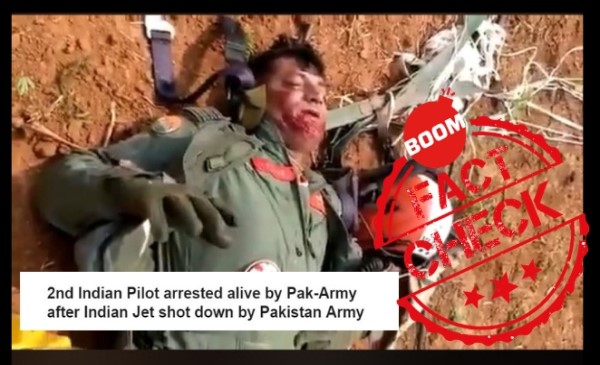 BOOM
FACT
CHECK
2nd Indian Pilot arrested alive by Pak-Army
after Indian Jet shot down by Pakistan Army